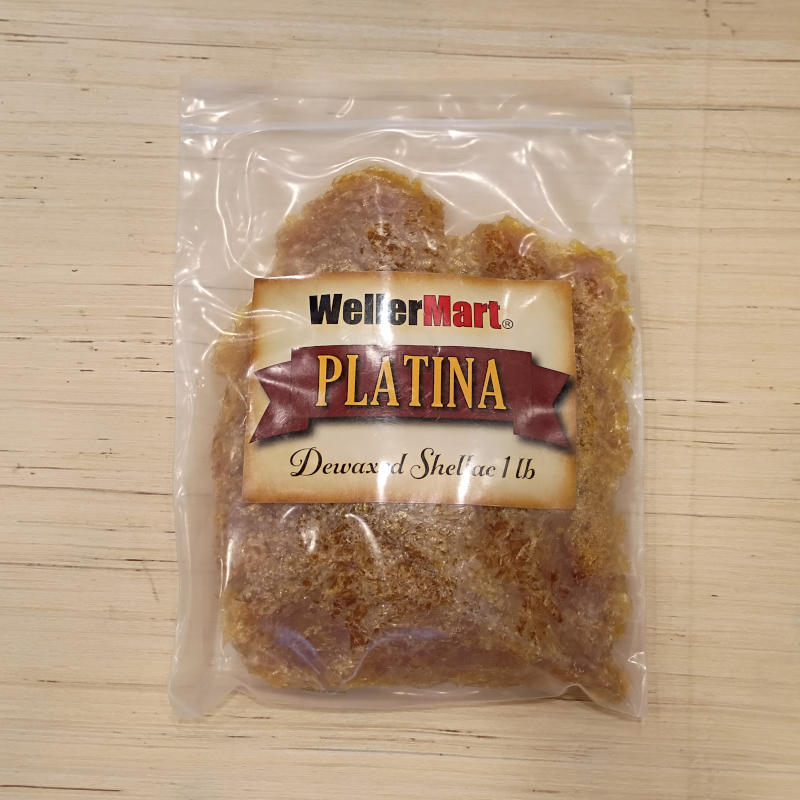 WellerMart®
PLATINA
Dewaxed Shellac 1 lb